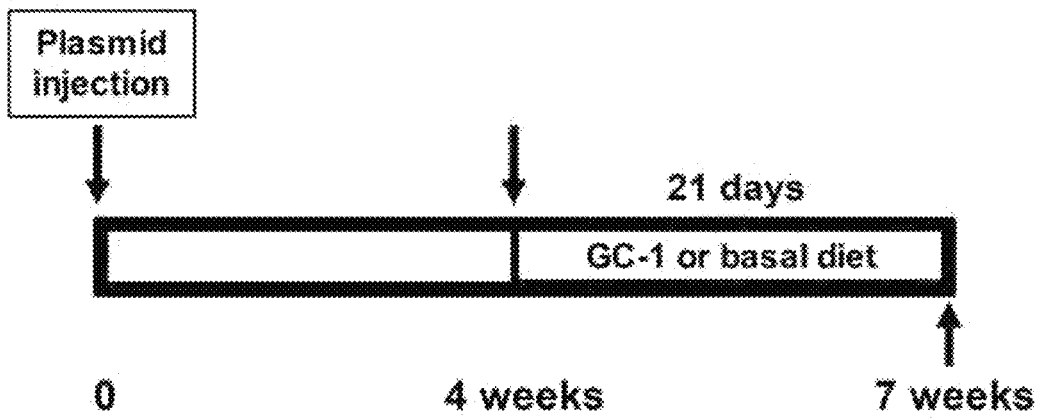 Plasmid
injection
21 days
GC-1 or basal diet
0
4 weeks
7 weeks